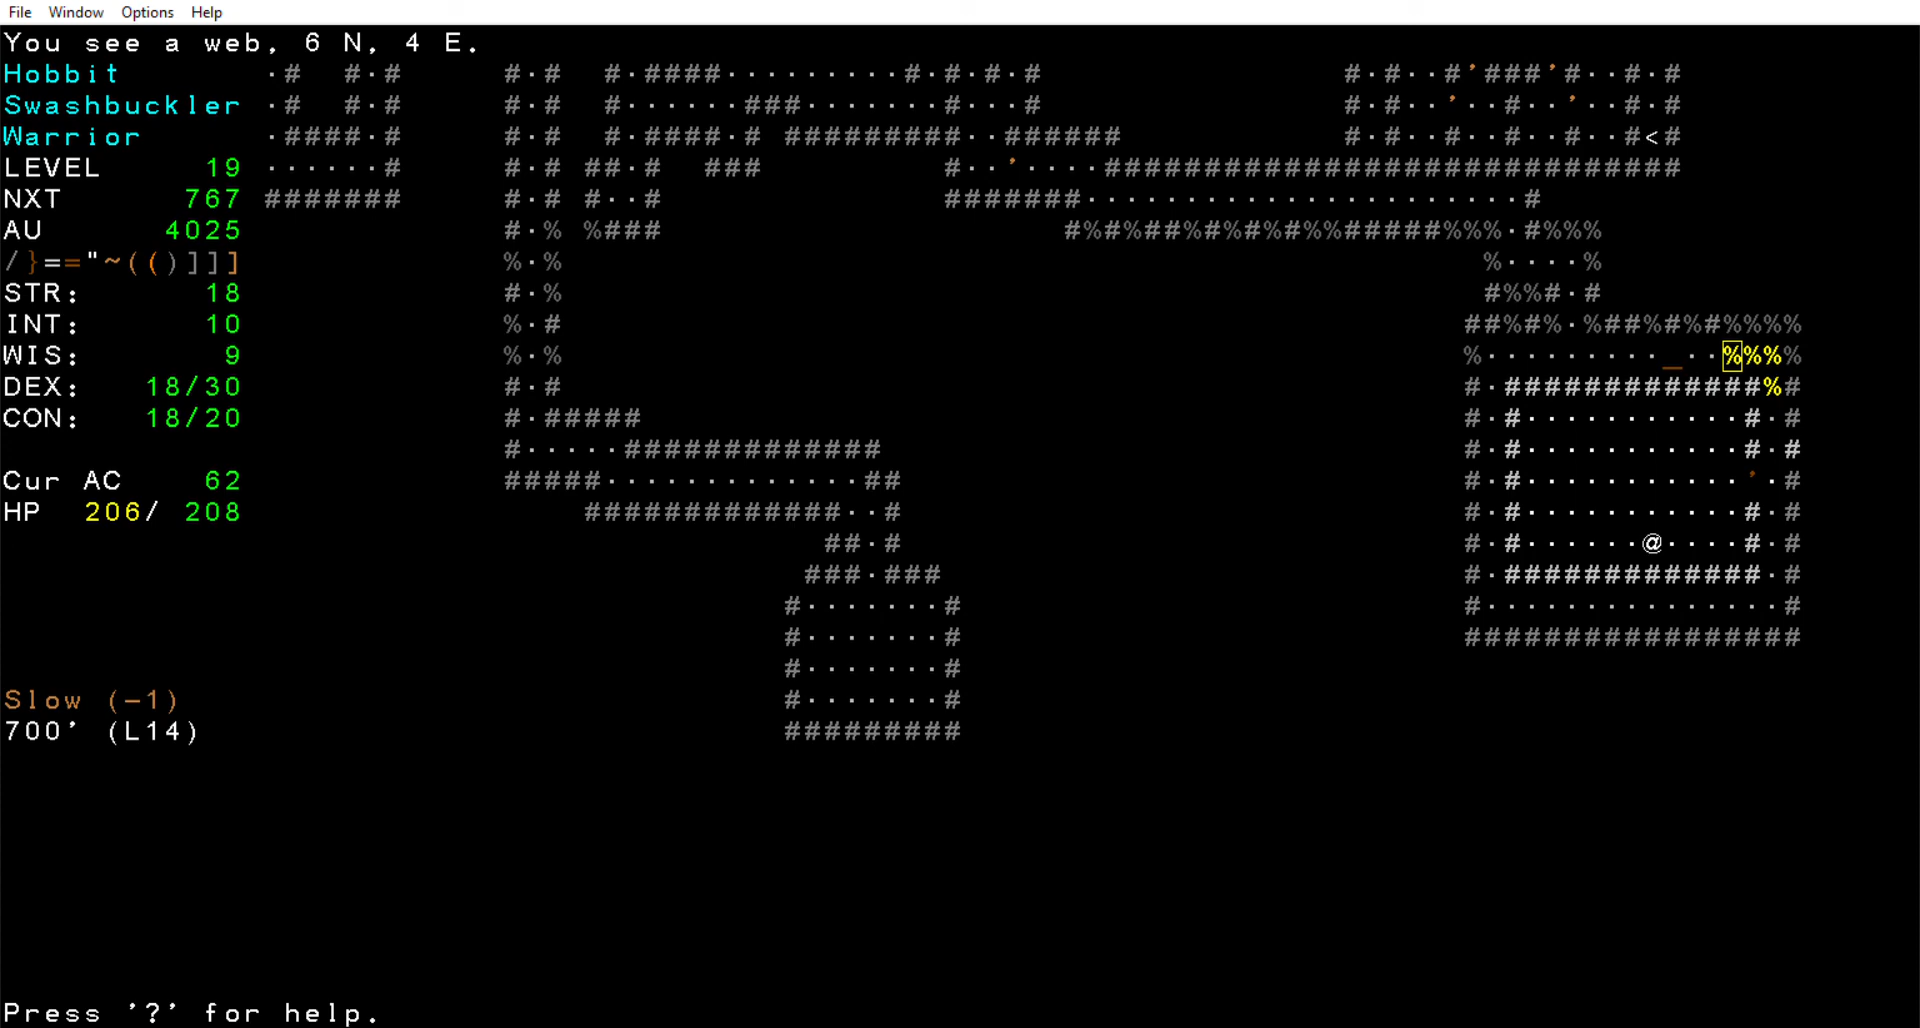 File Window Options Help
You see a web, 6 N, 4 E.
Hobbit
Swashbuckler
Warrior
LEVEL 19
NXT 767
AU 4025
/}==="~(()]]]
STR: 18
INT: 10
WIS: 9
DEX: 18/30
CON: 18/20
Cur AC 62
HP 206/ 208
Slow (-1)
700' (L14)
Press '?' for help.